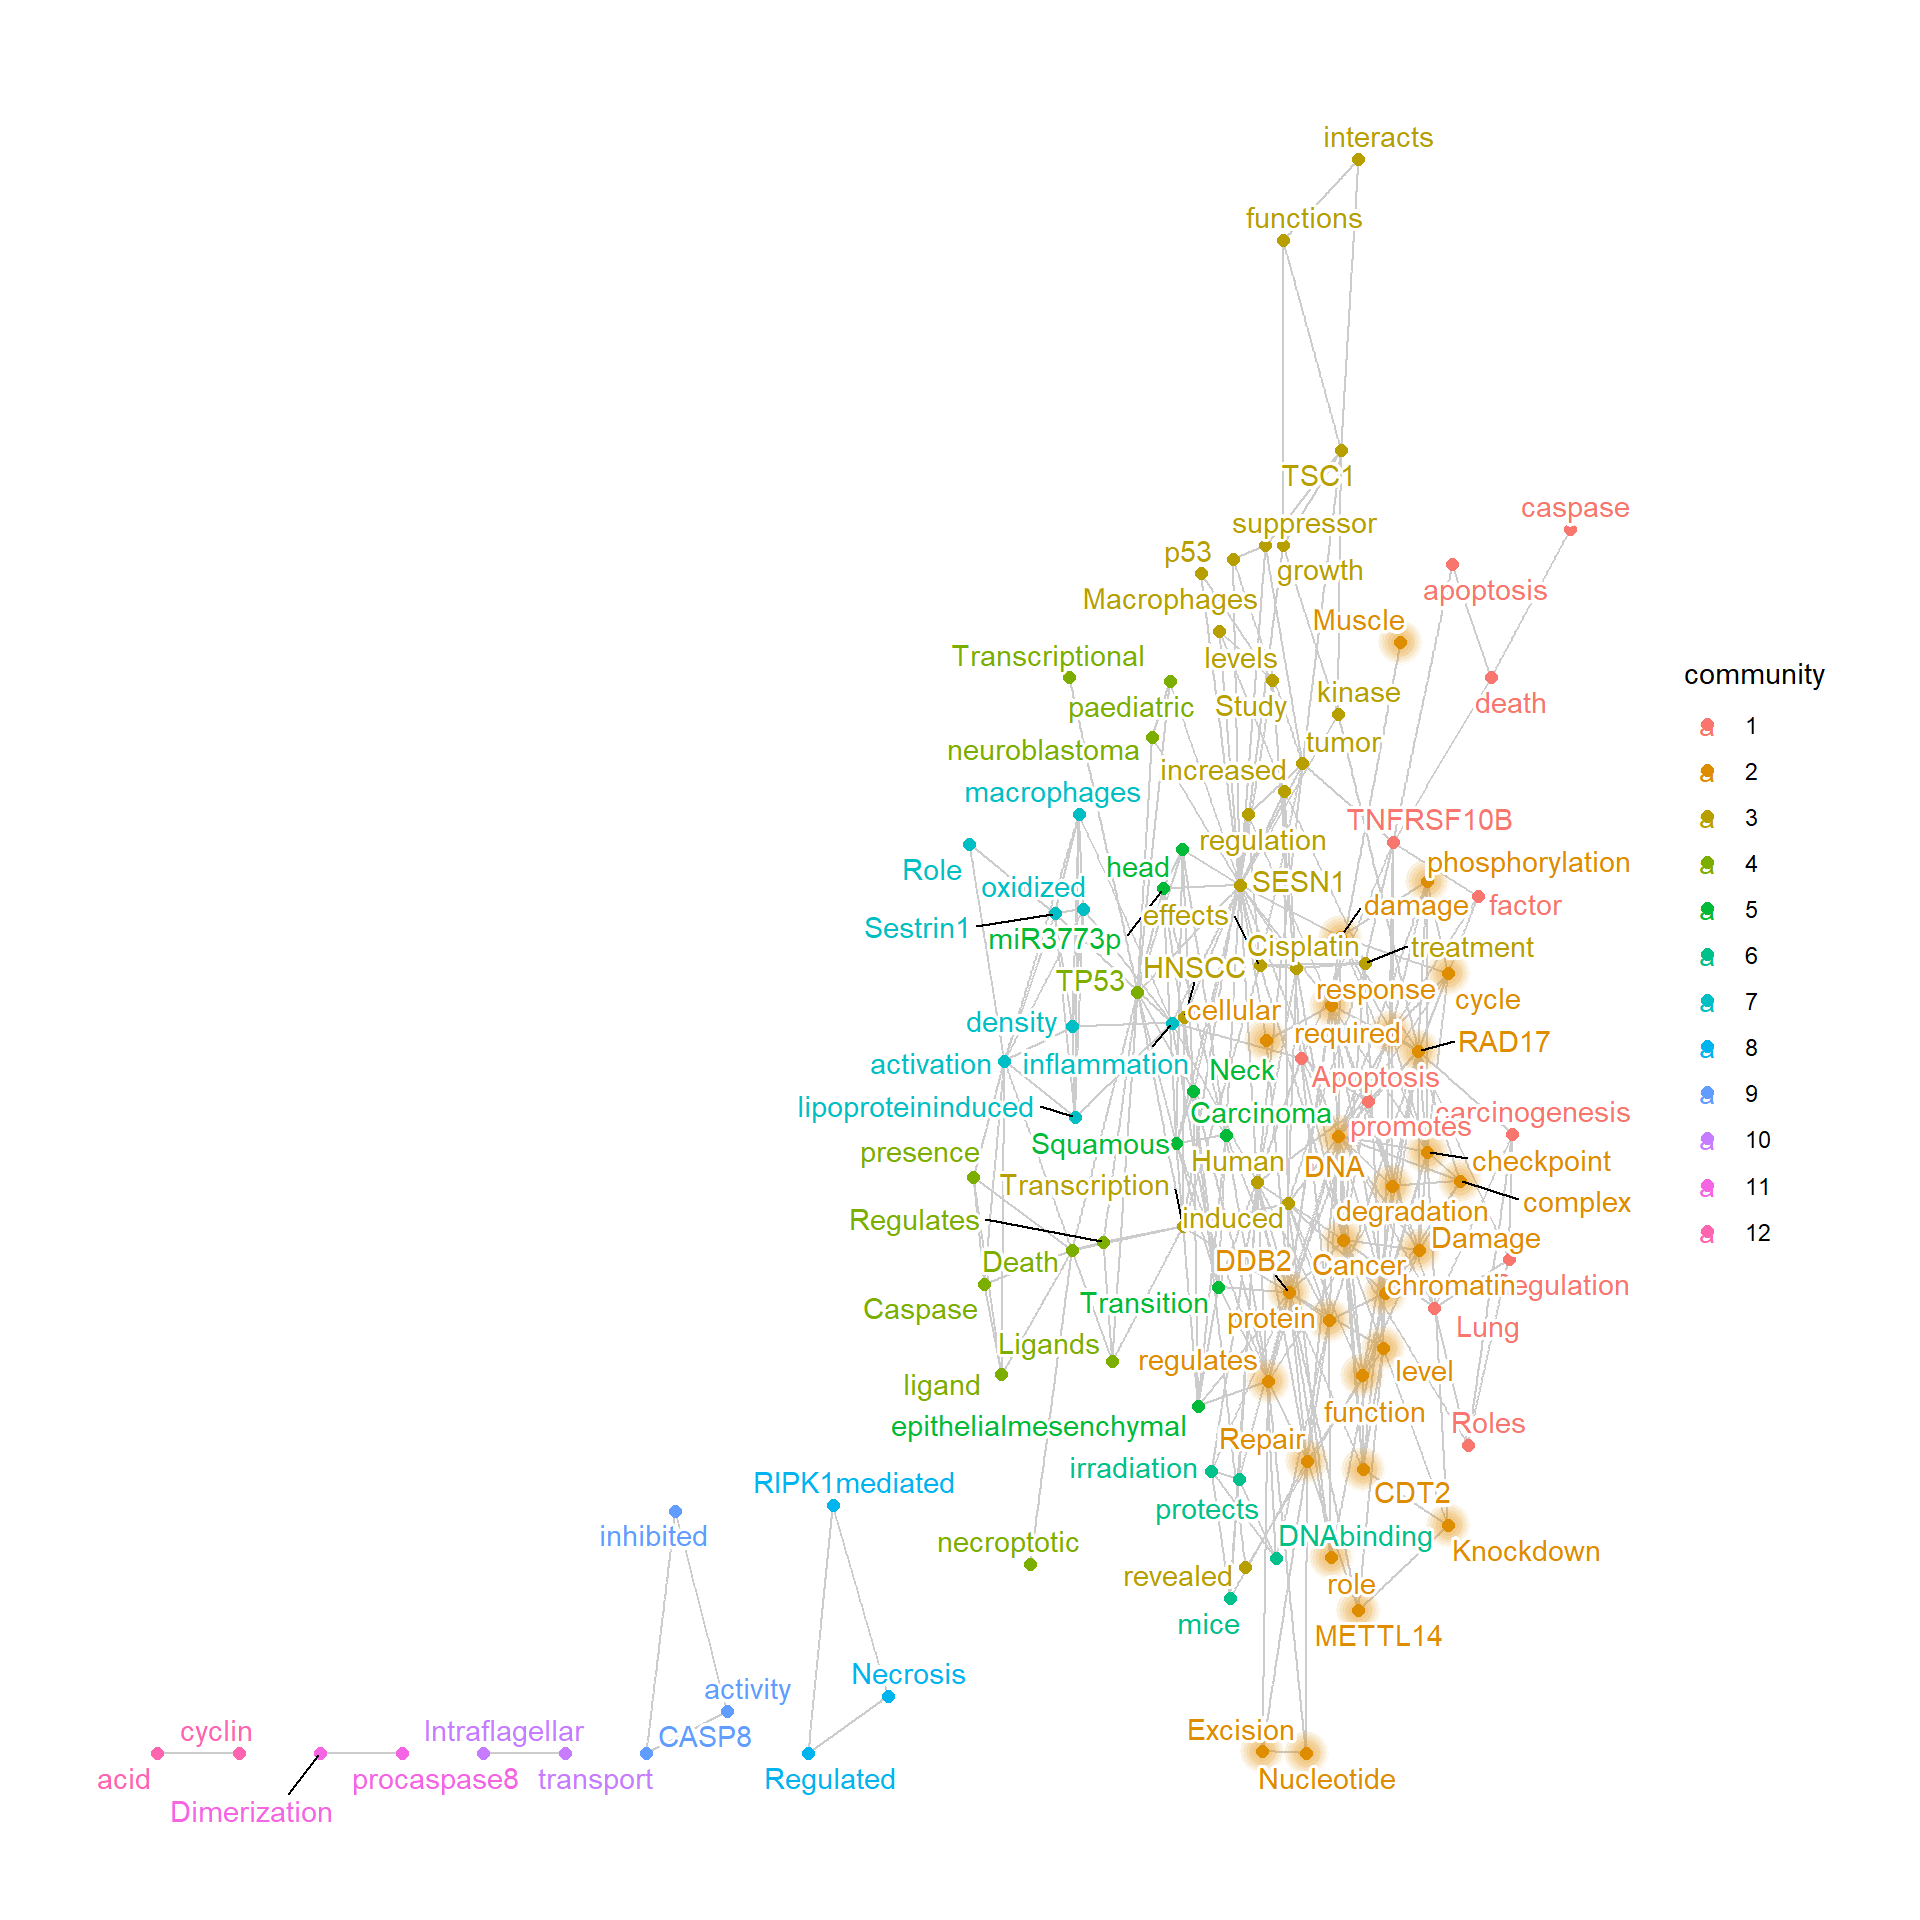 interacts
functions
TSC1
caspase
suppressor
p53
growth
apoptosis
Macrophages
Muscle
Transcriptional
levels
community
kinase
death
paediatric
Study
1
neuroblastoma
tumor
increased
2
macrophages
TNFRSF10B
3
regulation
phosphorylation
4
head
Role
oxidized
SESN1
damage
factor
5
effects
Sestrin1
miR3773p
Cisplatin
treatment
6
HNSCC
TP53
response
cycle
7
cellular
density
required
RAD17
8
activation
inflammation
Neck
Apoptosis
9
lipoproteininduced
Carcinoma
carcinogenesis
promotes
10
Squamous
presence
Human
DNA
checkpoint
11
Transcription
complex
Regulates
induced
degradation
12
Damage
Death
DDB2
Cancer
chromatin
egulation
Caspase
Transition
protein
Lung
Ligands
regulates
level
ligand
function
Roles
epithelialmesenchymal
Repair
irradiation
RIPK1mediated
CDT2
protects
inhibited
necroptotic
DNAbinding
Knockdown
revealed
role
mice
METTL14
Necrosis
activity
cyclin
Intraflagellar
CASP8
Excision
acid
procaspase8
transport
Regulated
Nucleotide
Dimerization